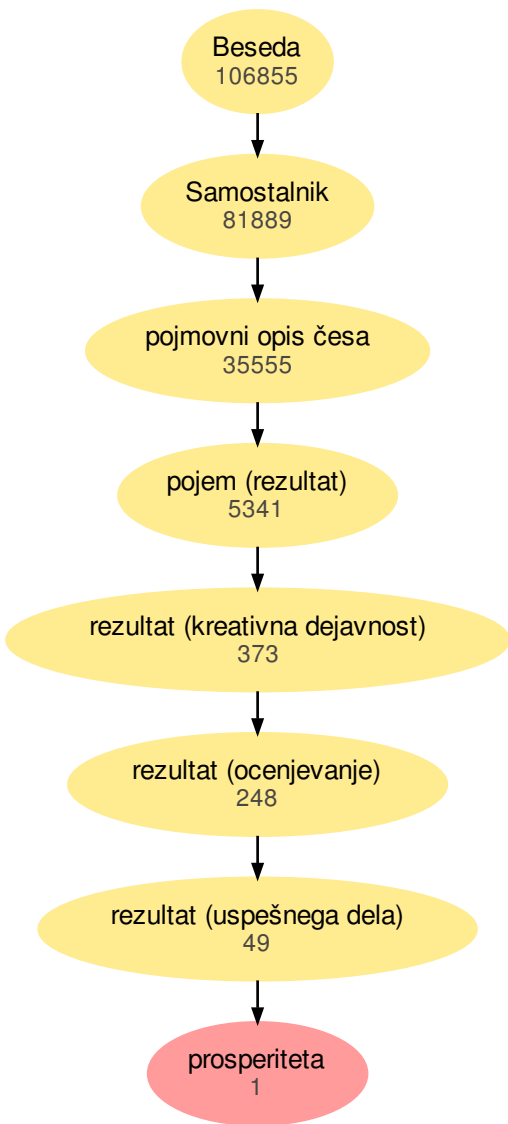 Beseda
106855
Samostalnik
81889
pojmovni opis česa
35555
pojem (rezultat)
5341
rezultat (kreativna dejavnost)
373
rezultat (ocenjevanje)
248
rezultat (uspešnega dela)
49
prosperiteta
1